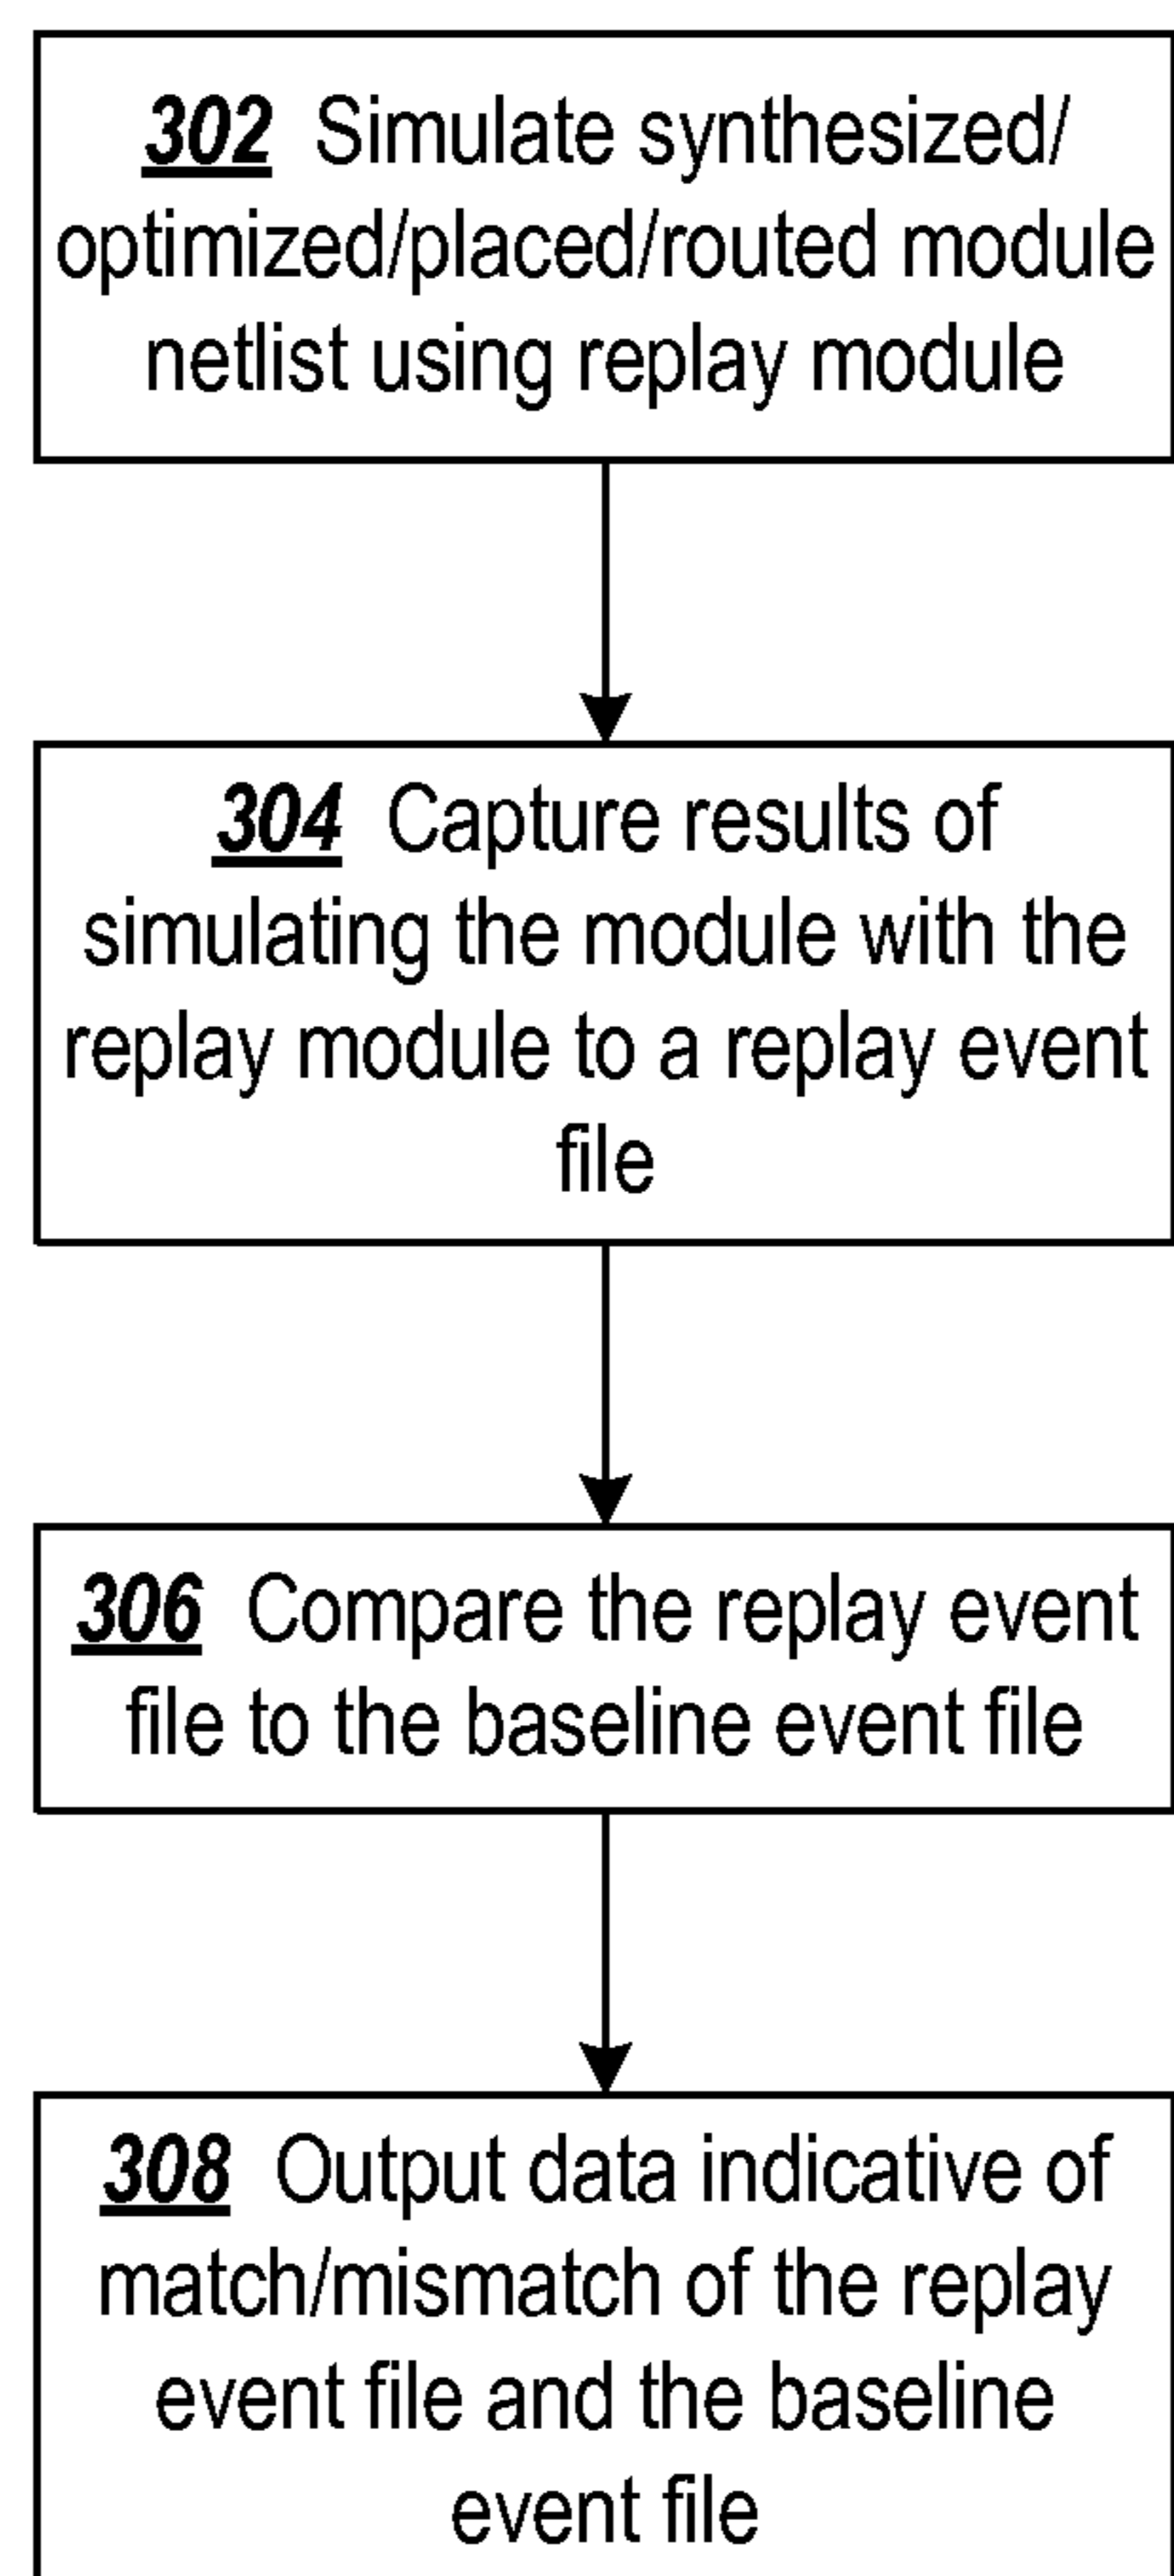 302 Simulate synthesized/
optimized/placed/routed module
netlist using replay module
304 Capture results of
simulating the module with the
replay module to a replay event
file
306 Compare the replay event
file to the baseline event file
308 Output data indicative of
match/mismatch of the replay
event file and the baseline
event file